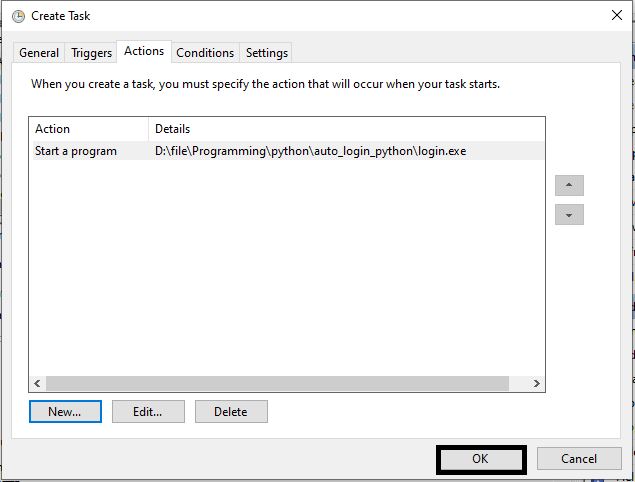 Create Task
General Triggers Actions Conditions Settings
When you create a task, you must specify the action that will occur when your task starts.
Action Details
Start a program D:\file\Programming\python\auto_login_python\login.exe
New... Edit... Delete
OK Cancel